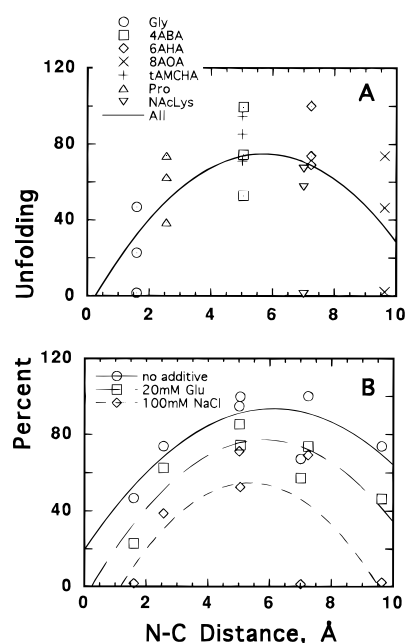 Gly
4ABA
6AHA
8AOA
tAMCHA
Pro
NAcLys
All
120
80
40
0
A
0 2 4 6 8 10
Percent Unfolding
no additive
20mM Glu
100mM NaCl
120
80
40
0
B
0 2 4 6 8 10
N-C Distance, Å